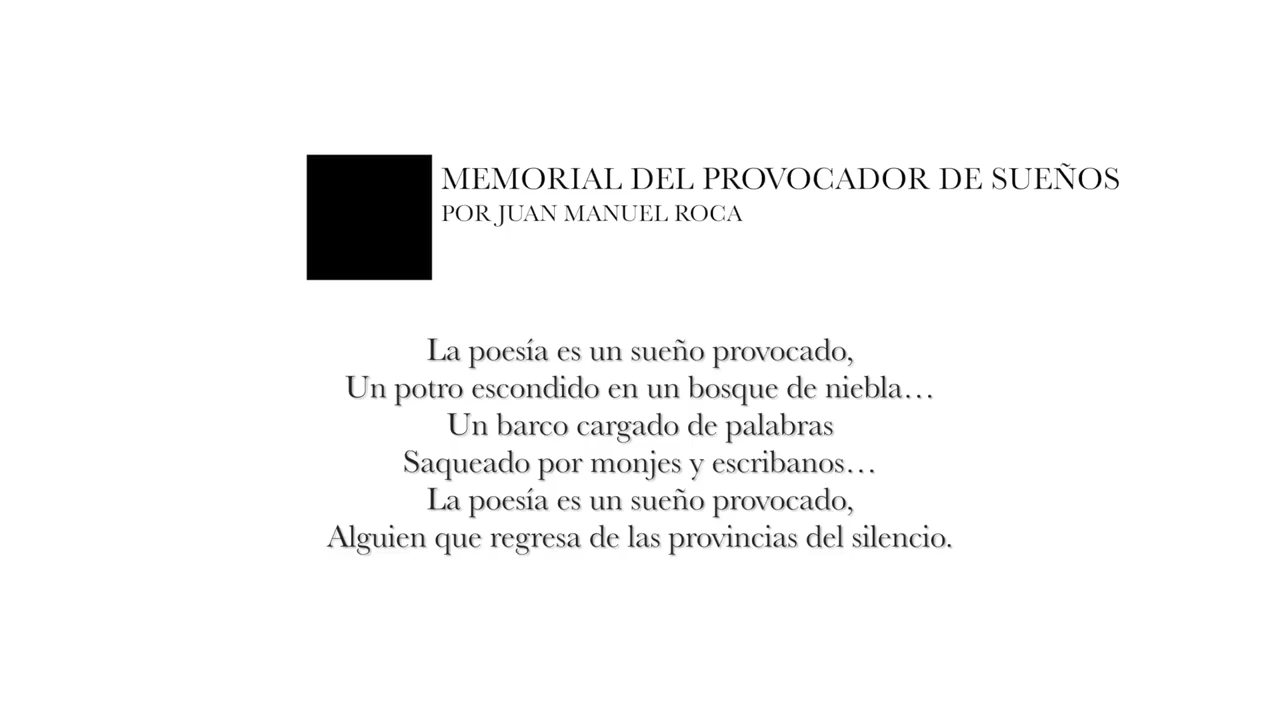 MEMORIAL DEL PROVOCADOR DE SUEÑOS
POR JUAN MANUEL ROCA
La poesía es un sueño provocado,
Un potro escondido en un bosque de niebla…
Un barco cargado de palabras
Saqueado por monjes y escribanos…
La poesía es un sueño provocado,
Alguien que regresa de las provincias del silencio.